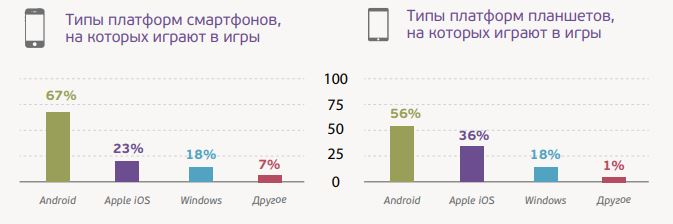 Типы платформ смартфонов,
на которых играют в игры
67%
23%
18%
7%
Android
Apple iOS
Windows
Другое
100
75
50
25
0
Типы платформ планшетов,
на которых играют в игры
56%
36%
18%
1%
Android
Apple iOS
Windows
Другое